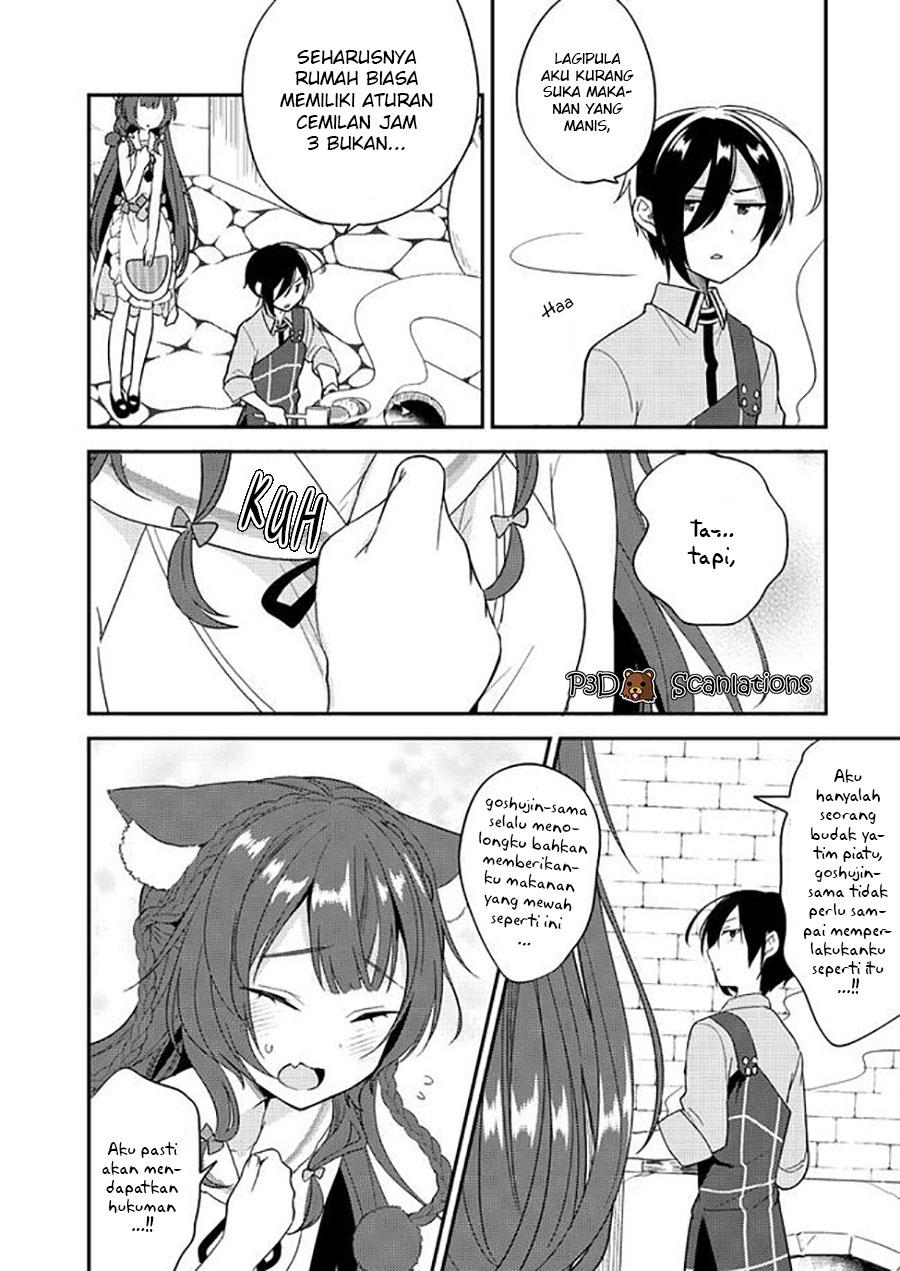 LAGIPULA
AKU KURANG
SUKA MAKA-
NAN YANG
MANIS,
Haa
SEHARUSNYA
RUMAH BIASA
MEMILIKI ATURAN
CEMILAN JAM
3 BUKAN...
ta-...
tapi,
KUH
P3D Scanlations
Aku
hanyalah
seorang
budak ya-
tim piatu,
goshujin-
sama tidak
perlu sam-
pai memper-
lakukanku
seperti itu
...!!
goshujin-sama
selalu meno-
longku bahkan
memberikan-
ku makanan
yang mewah
seperti ini
...
Aku pasti
akan men-
dapatkan
hukuman
...!!